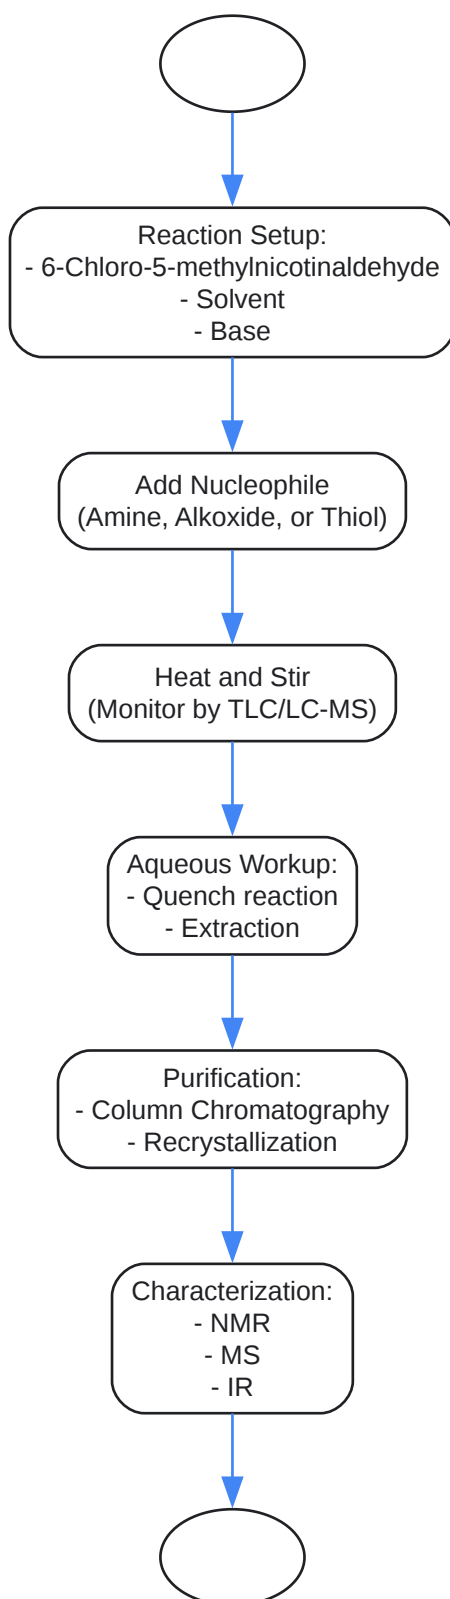 Reaction Setup:
- 6-Chloro-5-methylnicotinaldehyde
- Solvent
- Base
Add Nucleophile
(Amine, Alkoxide, or Thiol)
Heat and Stir
(Monitor by TLC/LC-MS)
Aqueous Workup:
- Quench reaction
- Extraction
Purification:
- Column Chromatography
- Recrystallization
Characterization:
- NMR
- MS
- IR